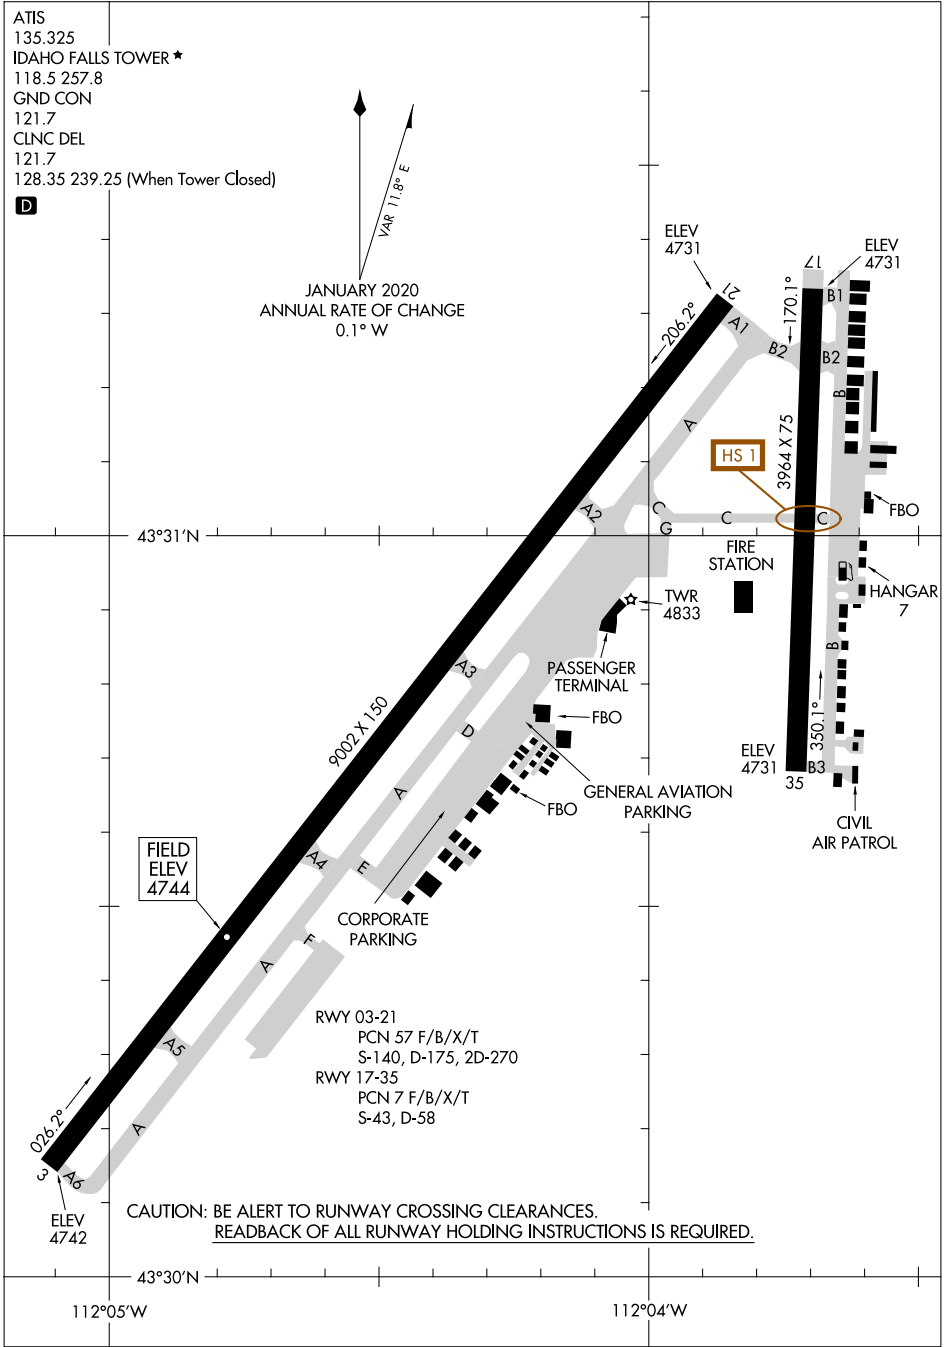 ATIS
135.325
IDAHO FALLS TOWER ★
118.5 257.8
GND CON
121.7
CLNC DEL
121.7
128.35 239.25 (When Tower Closed)
D
VAR 11.8° E
JANUARY 2020
ANNUAL RATE OF CHANGE
0.1° W
ELEV
4731
21
206.2°
A1
B2
17
170.1°
ELEV
4731
B1
B2
B
A
3964 X 75
HS 1
A2
C
G
C
C
FBO
43°31'N
FIRE
STATION
HANGAR
7
TWR
4833
PASSENGER
TERMINAL
B
A3
9002 X 150
D
FBO
350.1°
ELEV
4731
35
B3
A
GENERAL AVIATION
PARKING
FBO
CIVIL
AIR PATROL
FIELD
ELEV
4744
A4
E
CORPORATE
PARKING
F
A
RWY 03-21
PCN 57 F/B/X/T
S-140, D-175, 2D-270
RWY 17-35
PCN 7 F/B/X/T
S-43, D-58
A5
026.2°
A
3
A6
ELEV
4742
CAUTION: BE ALERT TO RUNWAY CROSSING CLEARANCES.
READBACK OF ALL RUNWAY HOLDING INSTRUCTIONS IS REQUIRED.
43°30'N
112°05'W
112°04'W